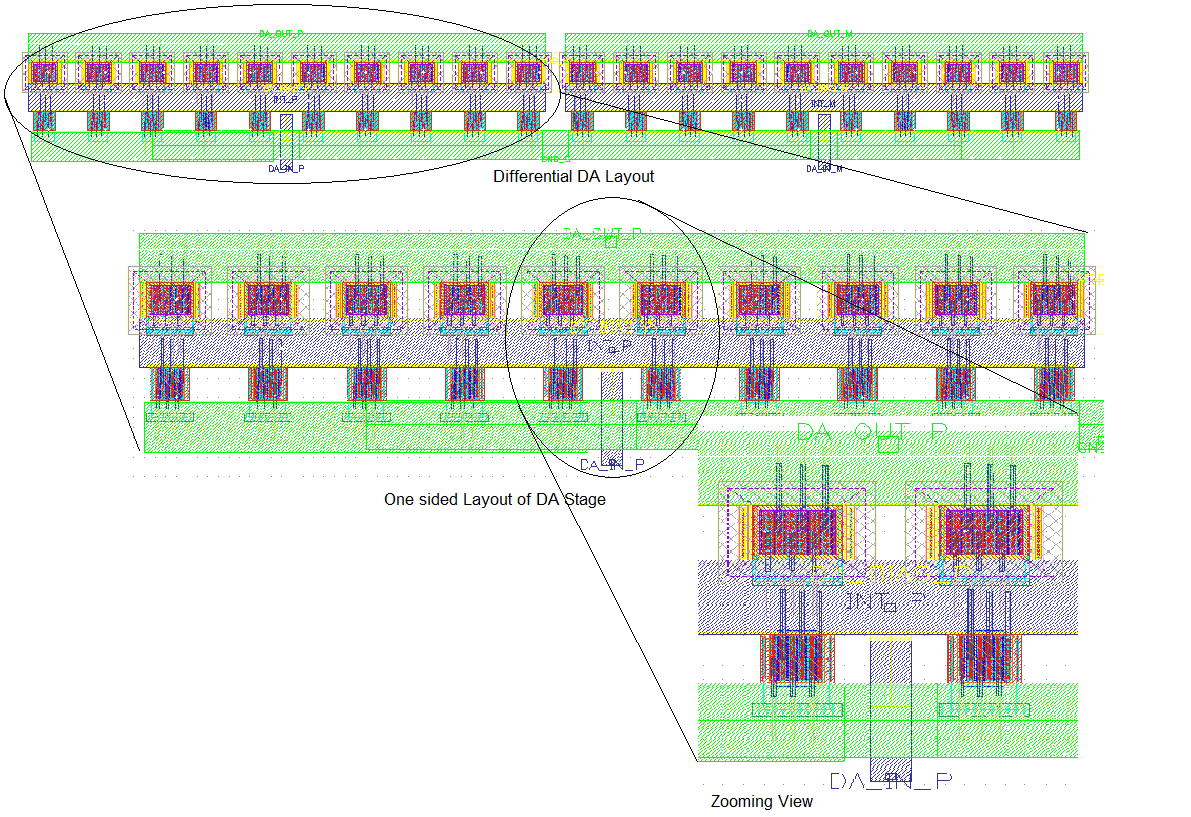 DA_OUT_P DA_OUT_M
INT_P INT_M
GND_C
DA_IN_P DA_IN_M
Differential DA Layout
DA_OUT_P
INT_P
DA_IN_P
One sided Layout of DA Stage
DA_OUT_P
INT_P
DA_IN_P
Zooming View